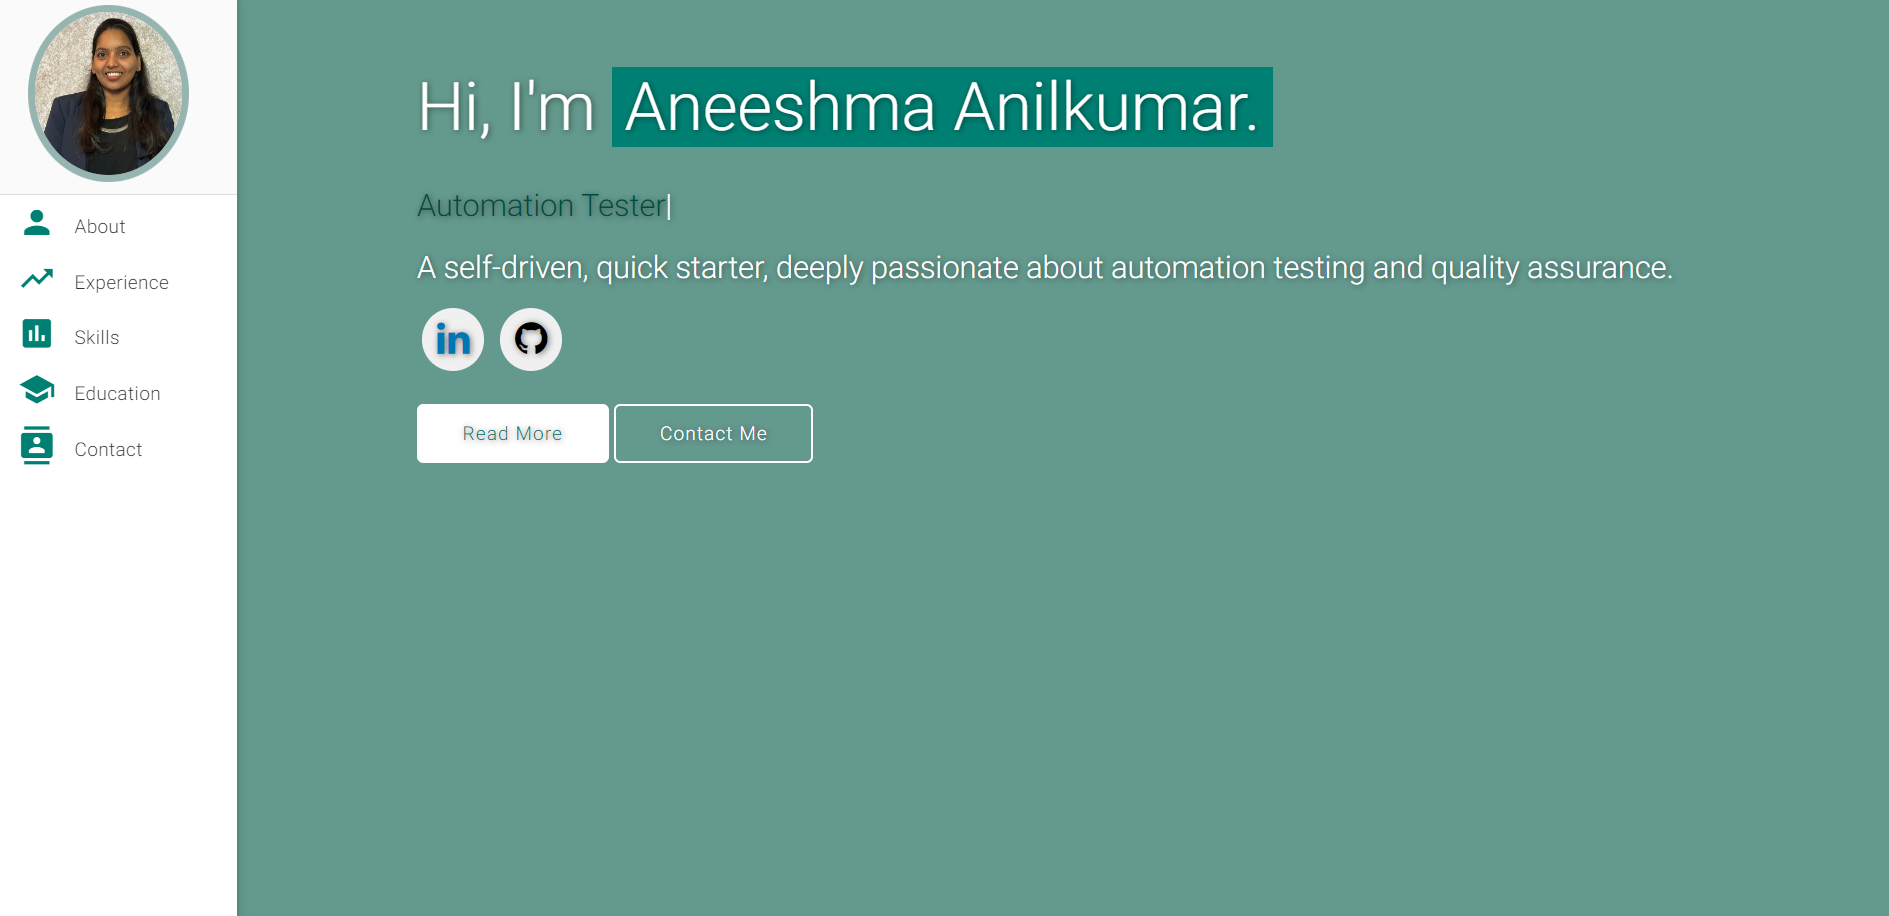 About
Experience
Skills
Education
Contact
Hi, I'm Aneeshma Anilkumar.
Automation Tester|
A self-driven, quick starter, deeply passionate about automation testing and quality assurance.
in
Read More
Contact Me